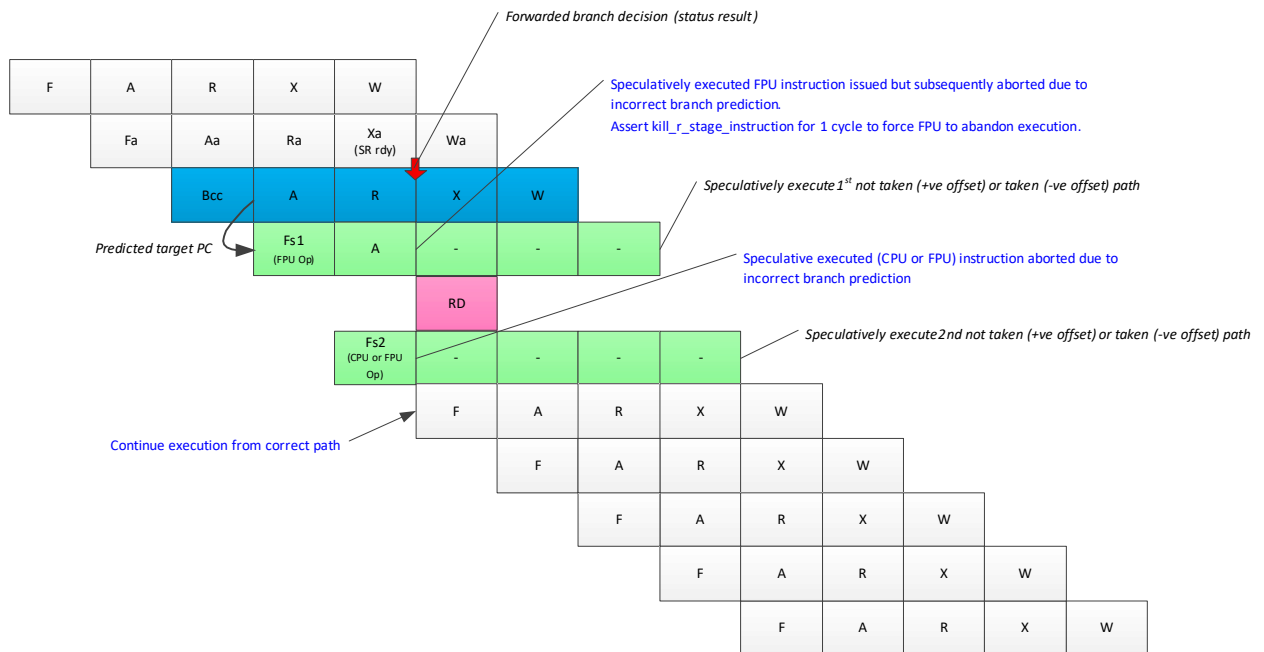 Forwarded branch decision (status result)
F A R X W
Speculatively executed FPU instruction issued but subsequently aborted due to
incorrect branch prediction.
Assert kill_r_stage_instruction for 1 cycle to force FPU to abandon execution.
Fa Aa Ra Xa Wa
(SR rdy)
Bcc A R X W
Speculatively execute 1st not taken (+ve offset) or taken (-ve offset) path
Predicted target PC
Fs1 A - - -
(FPU Op)
Speculative executed (CPU or FPU) instruction aborted due to
incorrect branch prediction
RD
Speculatively execute 2nd not taken (+ve offset) or taken (-ve offset) path
Fs2 - - - -
(CPU or FPU
Op)
F A R X W
Continue execution from correct path
F A R X W
F A R X W
F A R X W
F A R X W